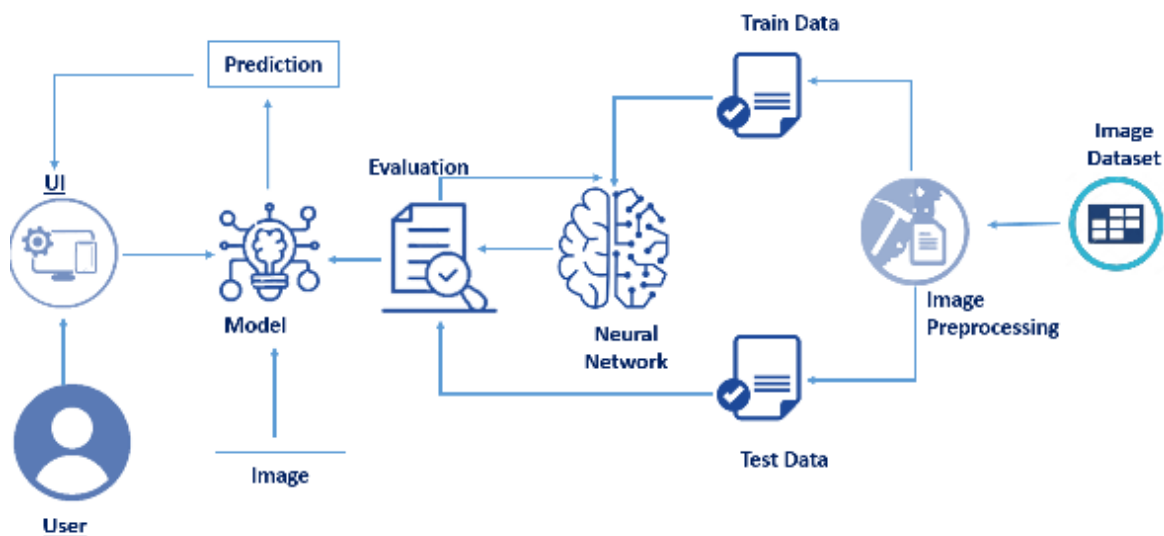 Train Data
Prediction
Image
Dataset
Evaluation
UI
Image
Preprocessing
Model
Neural
Network
Test Data
Image
User